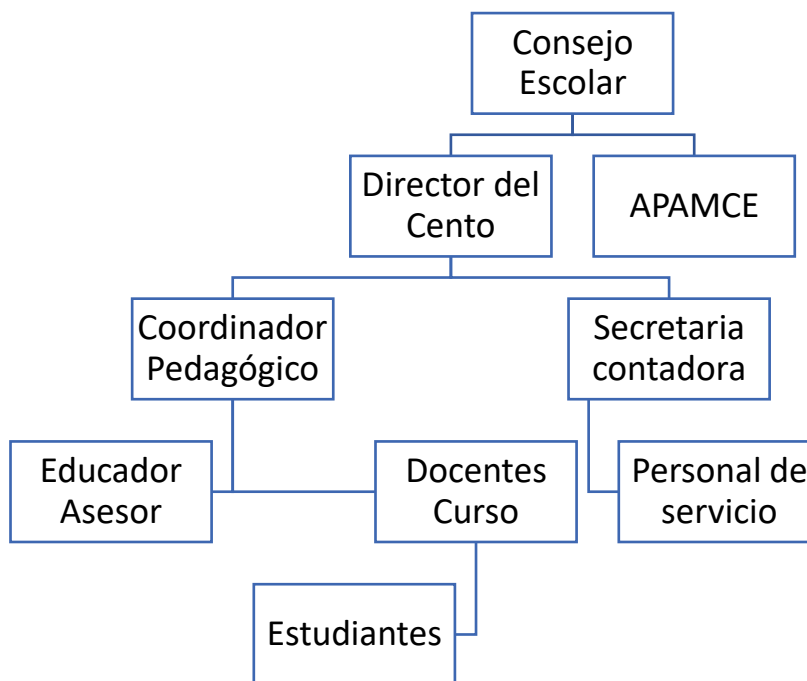 Consejo
Escolar
Director del
Cento
APAMCE
Coordinador
Pedagógico
Secretaria
contadora
Educador
Asesor
Docentes
Curso
Personal de
servicio
Estudiantes